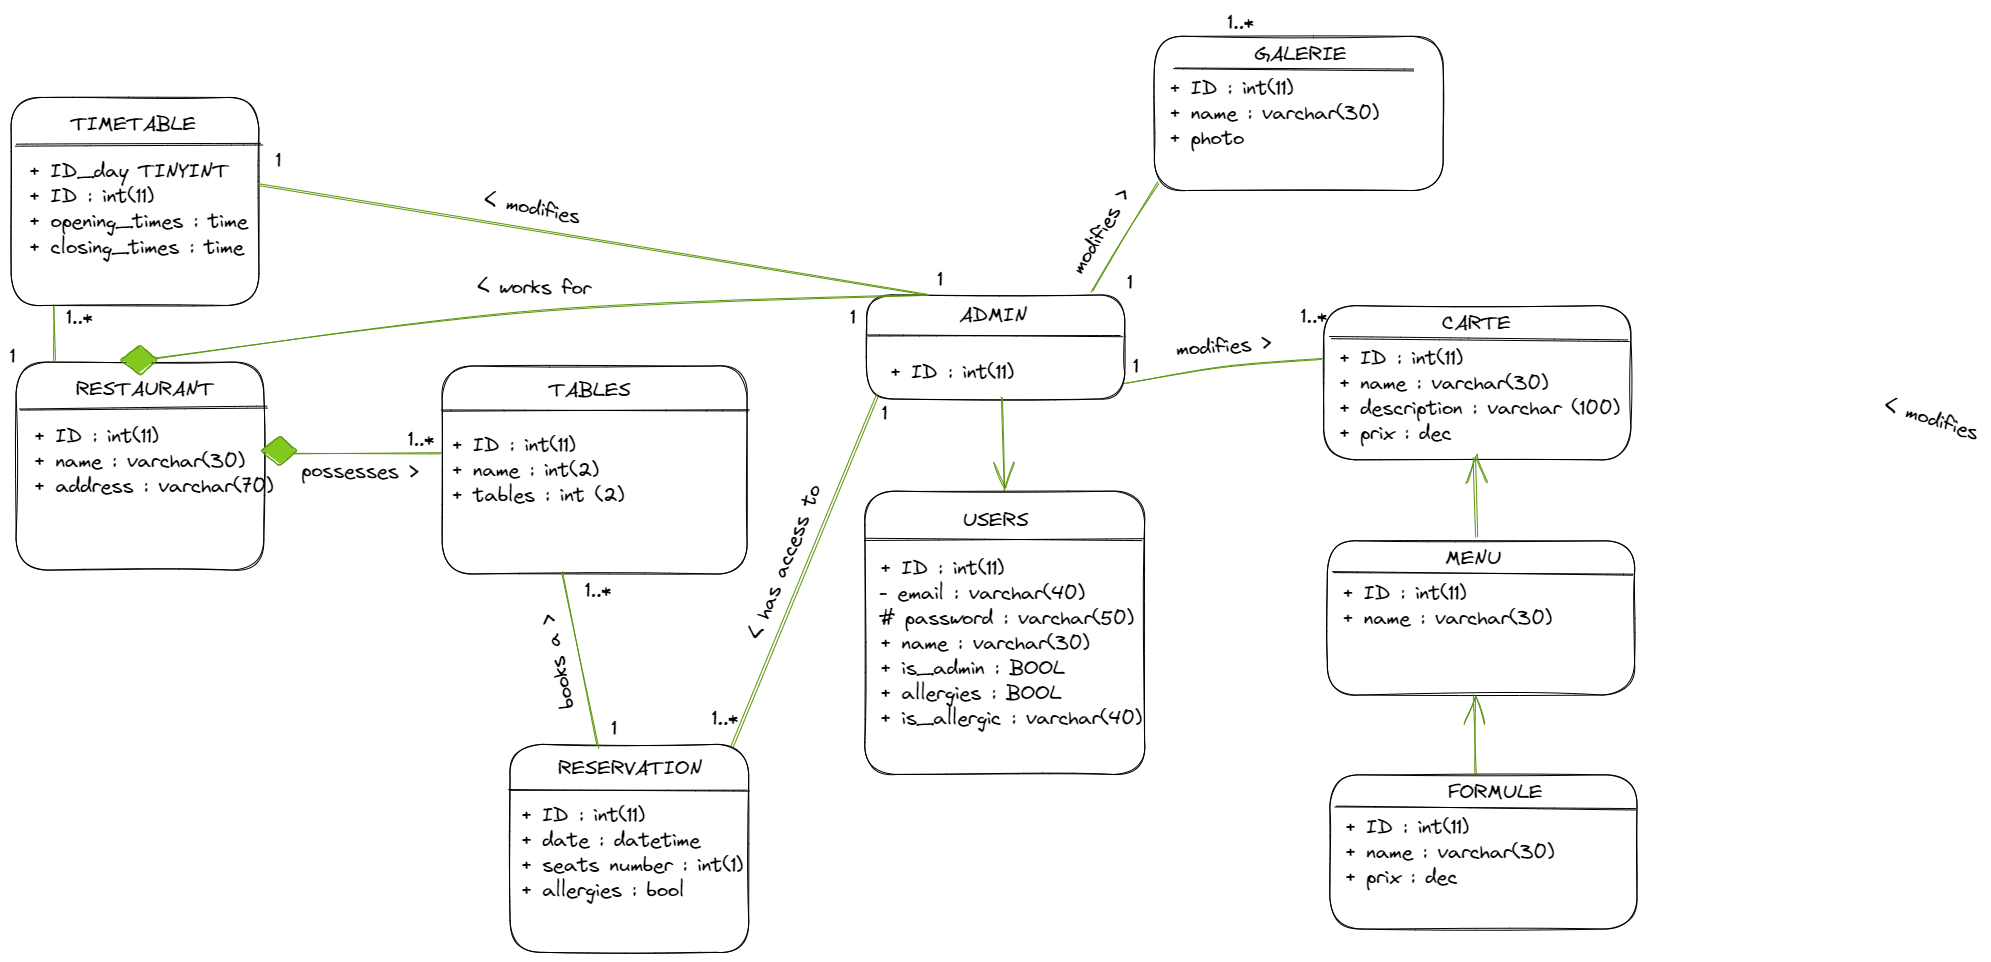 1..*
GALERIE
+ ID : int(11)
+ name : varchar(30)
+ photo
TIMETABLE
+ ID_day TINYINT
+ ID : int(11)
+ opening_times : time
+ closing_times : time
1
< modifies
1
modifies >
1
1..*
1
< works for
1
ADMIN
+ ID : int(11)
1
modifies >
1..*
CARTE
+ ID : int(11)
+ name : varchar(30)
+ description : varchar (100)
+ prix : dec
< modifies
RESTAURANT
+ ID : int(11)
+ name : varchar(30)
+ address : varchar(70)
possesses >
1..*
TABLES
+ ID : int(11)
+ name : int(2)
+ tables : int (2)
1
< has access to
1..*
1..*
books a >
1
USERS
+ ID : int(11)
- email : varchar(40)
# password : varchar(50)
+ name : varchar(30)
+ is_admin : BOOL
+ allergies : BOOL
+ is_allergic : varchar(40)
MENU
+ ID : int(11)
+ name : varchar(30)
RESERVATION
+ ID : int(11)
+ date : datetime
+ seats number : int(1)
+ allergies : bool
FORMULE
+ ID : int(11)
+ name : varchar(30)
+ prix : dec